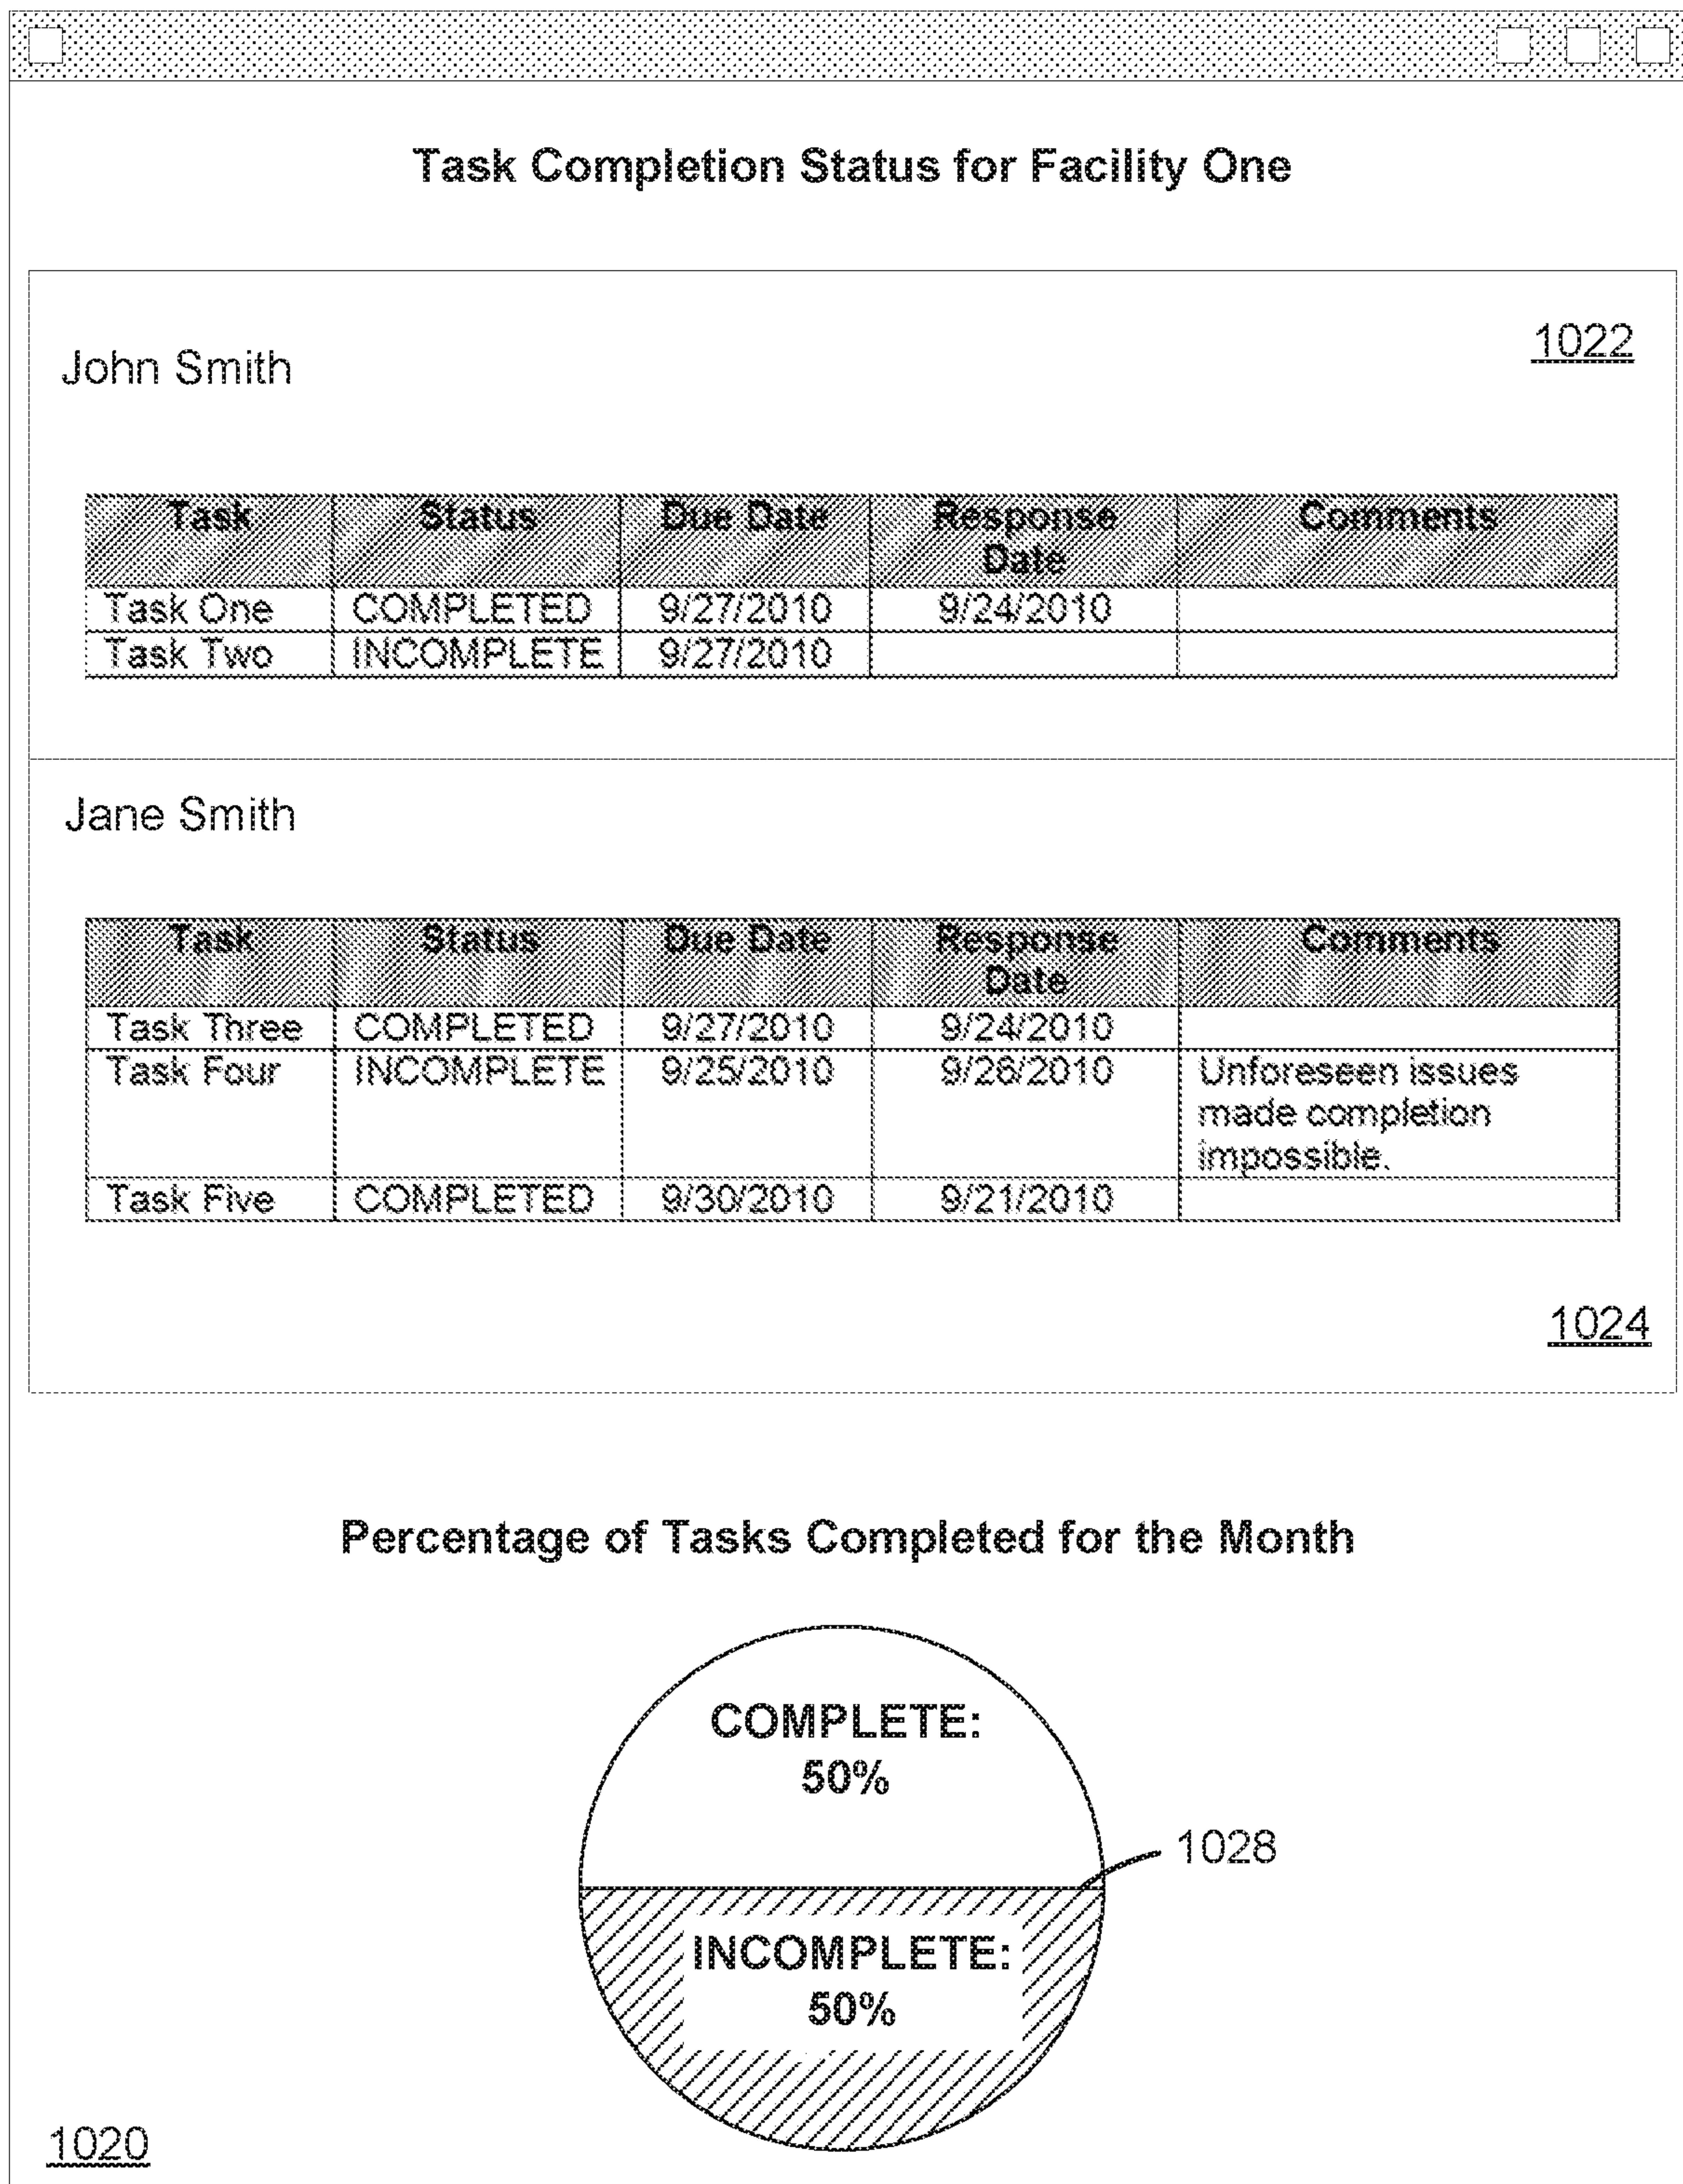 Task Completion Status for Facility One
1022
John Smith
Task Status Due Date Response Date Comments
Task One COMPLETED 9/27/2010 9/24/2010
Task Two INCOMPLETE 9/27/2010
Jane Smith
Task Status Due Date Response Date Comments
Task Three COMPLETED 9/27/2010 9/24/2010
Task Four INCOMPLETE 9/25/2010 Unforeseen issues
made completion
impossible.
Task Five COMPLETED 9/30/2010 9/21/2010
1024
Percentage of Tasks Completed for the Month
COMPLETE:
50%
1028
INCOMPLETE:
50%
1020